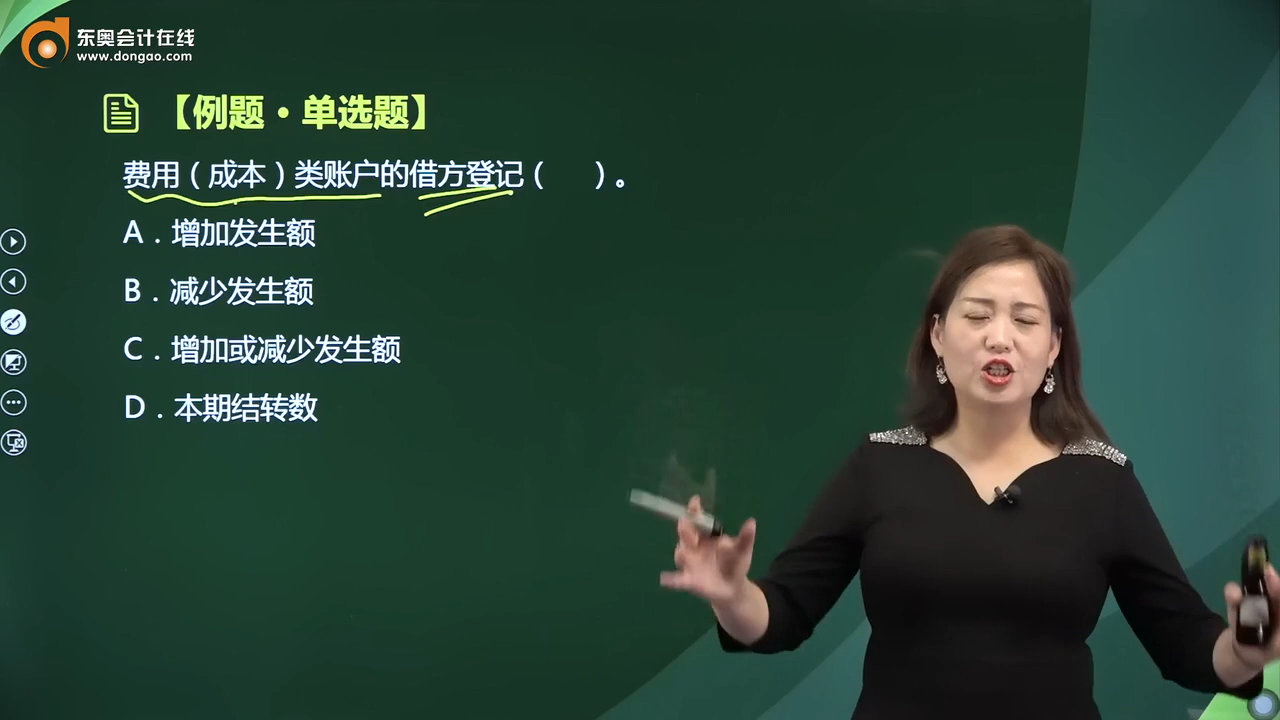 东奥会计在线
www.dongao.com
【例题·单选题】
费用（成本）类账户的借方登记（  ）。
A．增加发生额
B．减少发生额
C．增加或减少发生额
D．本期结转数